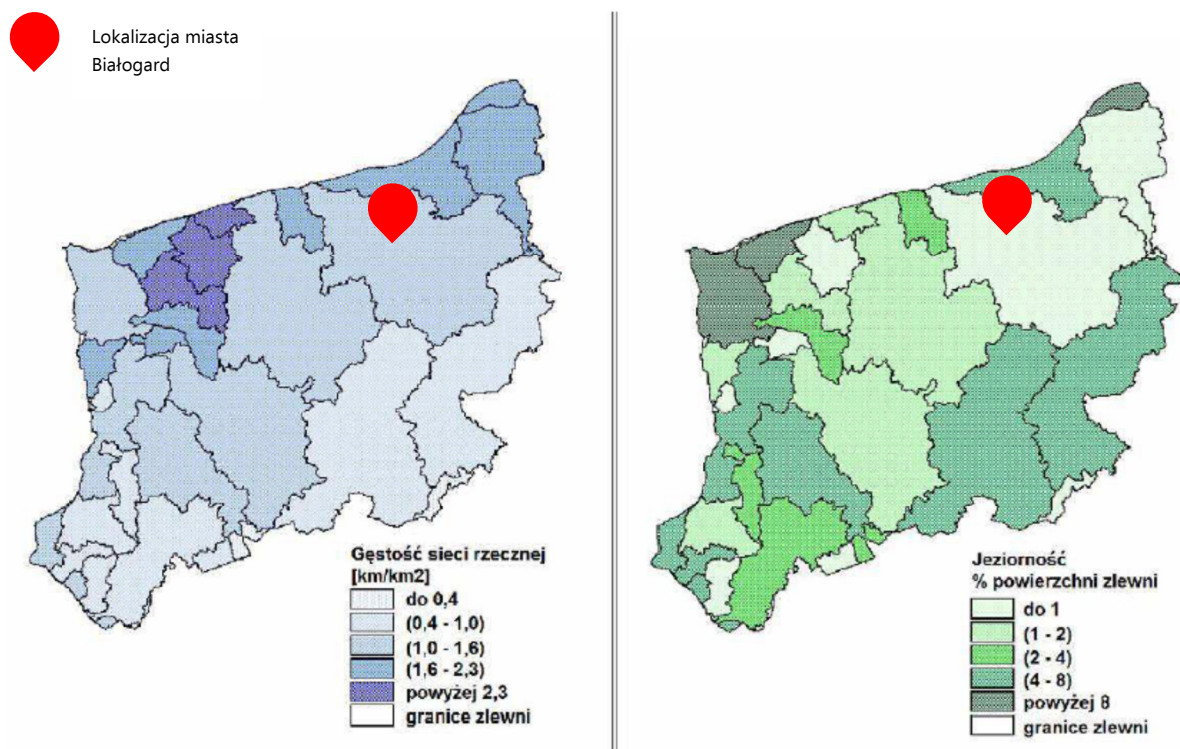 Lokalizacja miasta
Białogard
Gęstość sieci rzecznej
[km/km2]
do 0,4
(0,4 - 1,0)
(1,0 - 1,6)
(1,6 - 2,3)
powyżej 2,3
granice zlewni
Jeziorność
% powierzchni zlewni
do 1
(1 - 2)
(2 - 4)
(4 - 8)
powyżej 8
granice zlewni